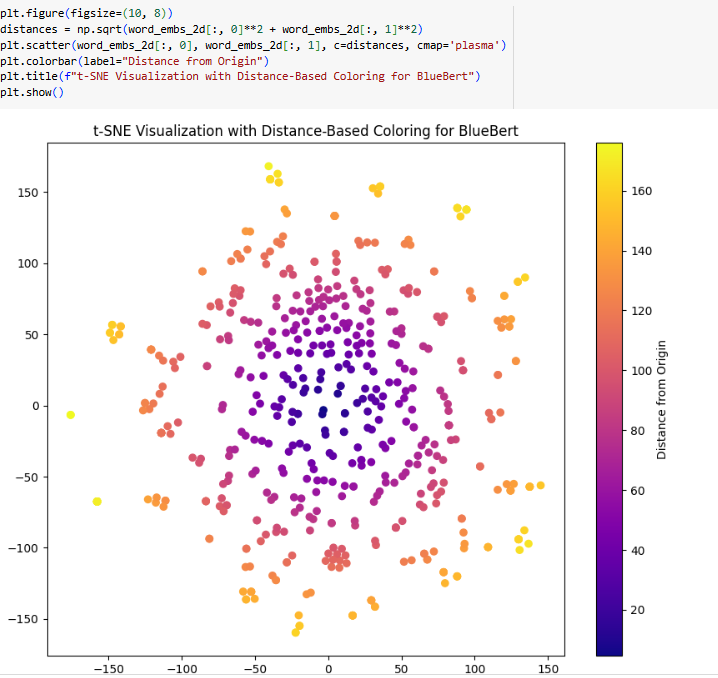 plt.figure(figsize=(10, 8))
distances = np.sqrt(word_embs_2d[:, 0]**2 + word_embs_2d[:, 1]**2)
plt.scatter(word_embs_2d[:, 0], word_embs_2d[:, 1], c=distances, cmap='plasma')
plt.colorbar(label="Distance from Origin")
plt.title(f"t-SNE Visualization with Distance-Based Coloring for BlueBert")
plt.show()
t-SNE Visualization with Distance-Based Coloring for BlueBert
150
100
50
0
−50
−100
−150
−150 −100 −50 0 50 100 150
160
140
120
100
80
60
40
20
Distance from Origin